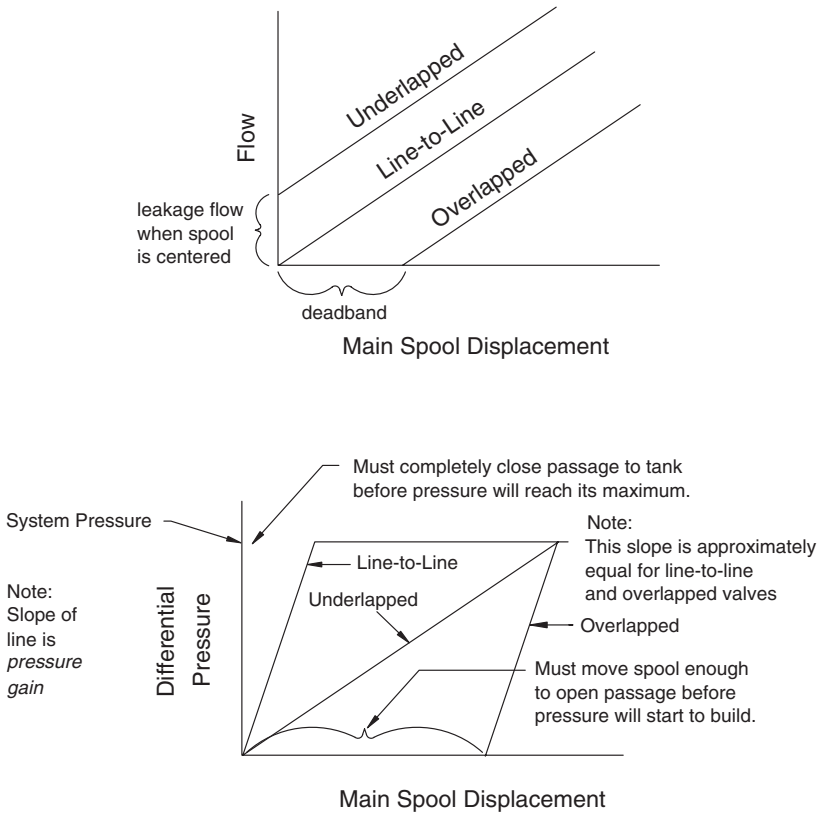 Flow
Underlapped
Line-to-Line
Overlapped
leakage flow
when spool
is centered
deadband
Main Spool Displacement
Must completely close passage to tank
before pressure will reach its maximum.
System Pressure
Note:
This slope is approximately
equal for line-to-line
and overlapped valves
Line-to-Line
Note:
Slope of
line is
pressure
gain
Differential
Pressure
Underlapped
Overlapped
Must move spool enough
to open passage before
pressure will start to build.
Main Spool Displacement